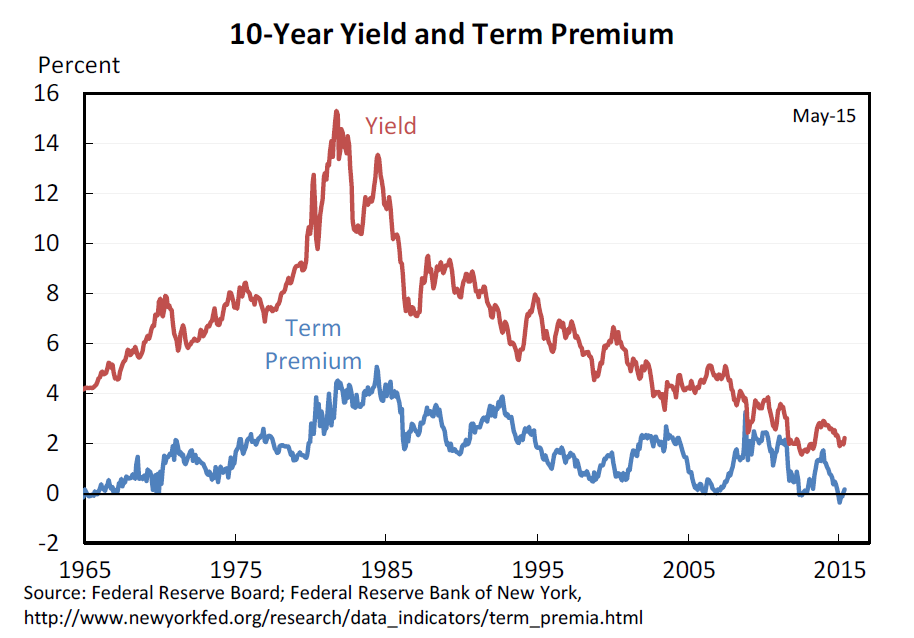 10-Year Yield and Term Premium
Percent
16
May-15
Yield
14
12
10
8
Term
Premium
6
4
2
0
-2
1965 1975 1985 1995 2005 2015
Source: Federal Reserve Board; Federal Reserve Bank of New York,
http://www.newyorkfed.org/research/data_indicators/term_premia.html